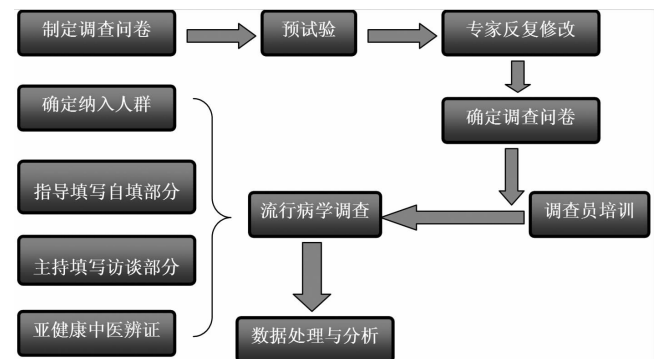 制定调查问卷
预试验
专家反复修改
确定纳入人群
确定调查问卷
指导填写自填部分
流行病学调查
调查员培训
主持填写访谈部分
亚健康中医辨证
数据处理与分析